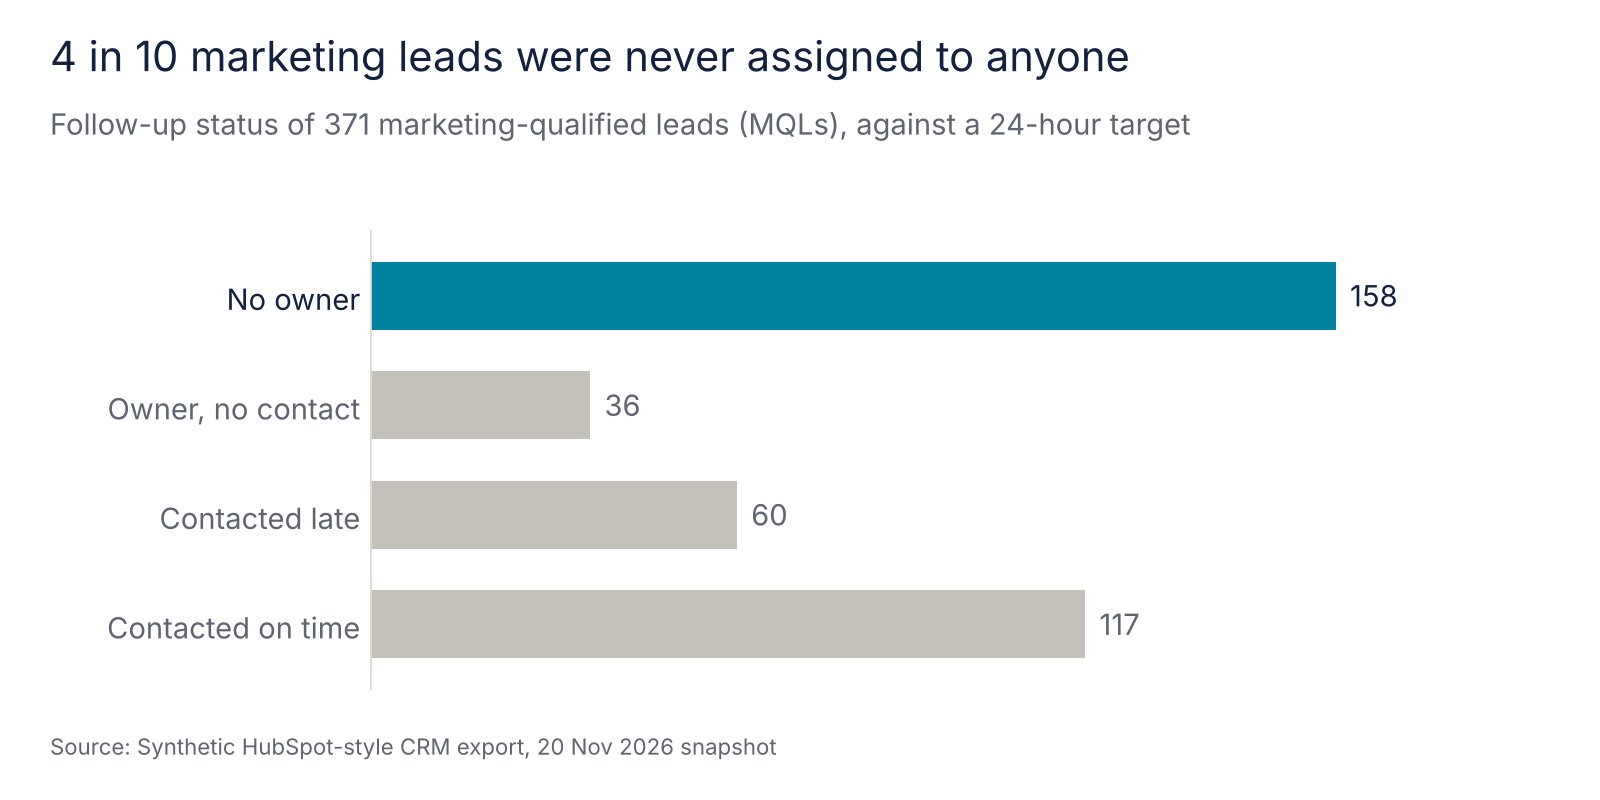 4 in 10 marketing leads were never assigned to anyone
Follow-up status of 371 marketing-qualified leads (MQLs), against a 24-hour target
No owner 158
Owner, no contact 36
Contacted late 60
Contacted on time 117
Source: Synthetic HubSpot-style CRM export, 20 Nov 2026 snapshot